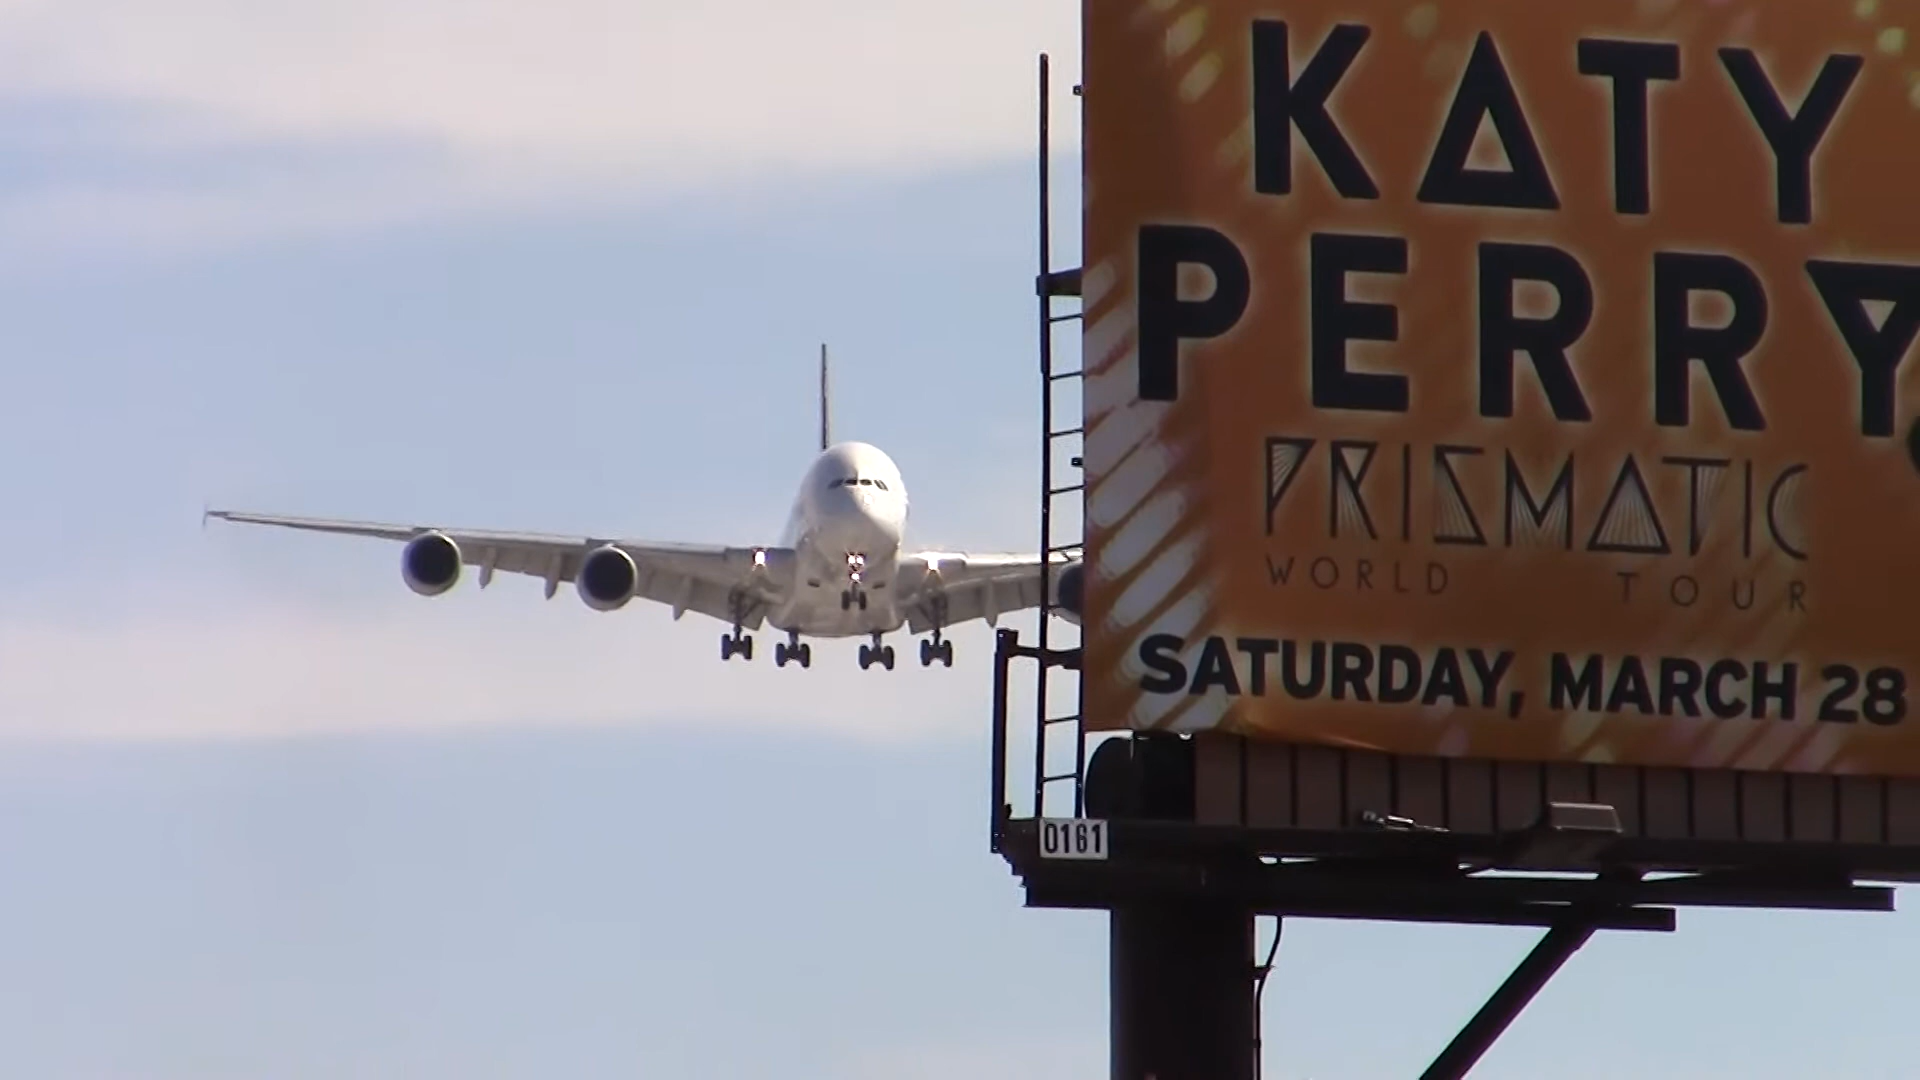 KATY
PERRY
PRISMATIC
WORLD TOUR
SATURDAY, MARCH 28
0161